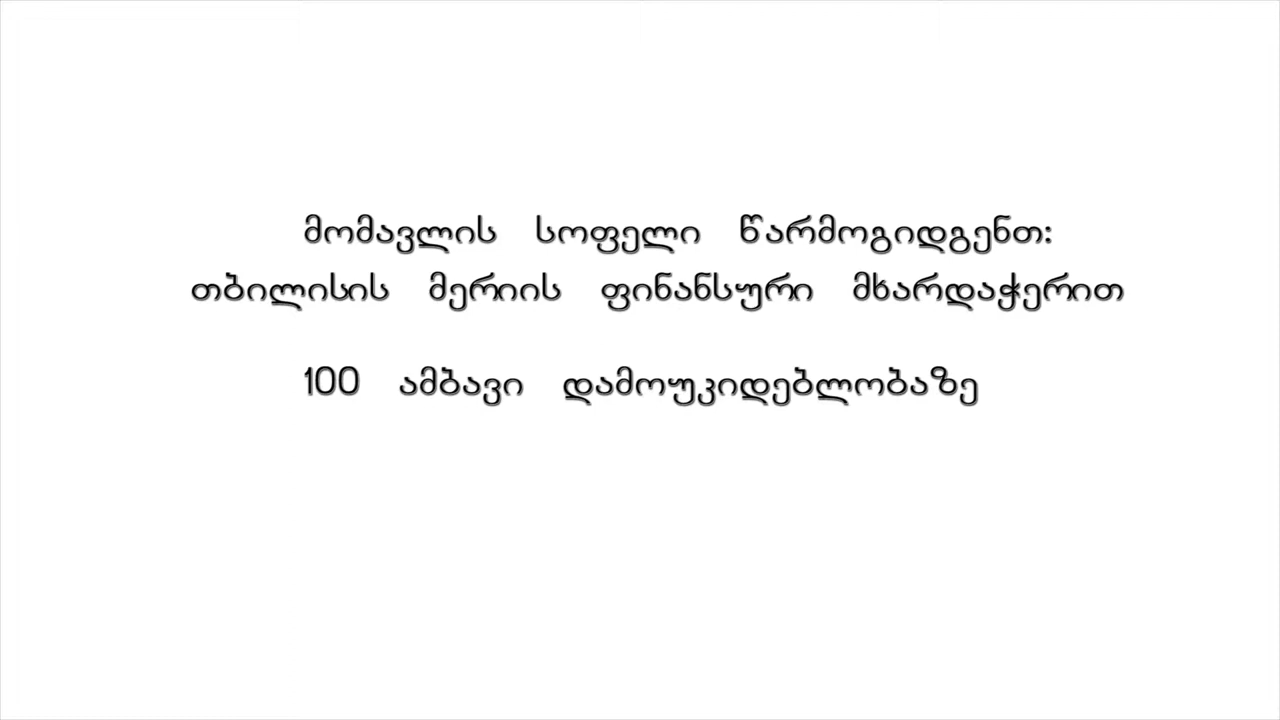 მომავლის სოფელი წარმოგიდგენთ:
თბილისის მერიის ფინანსური მხარდაჭერით
100 ამბავი დამოუკიდებლობაზე